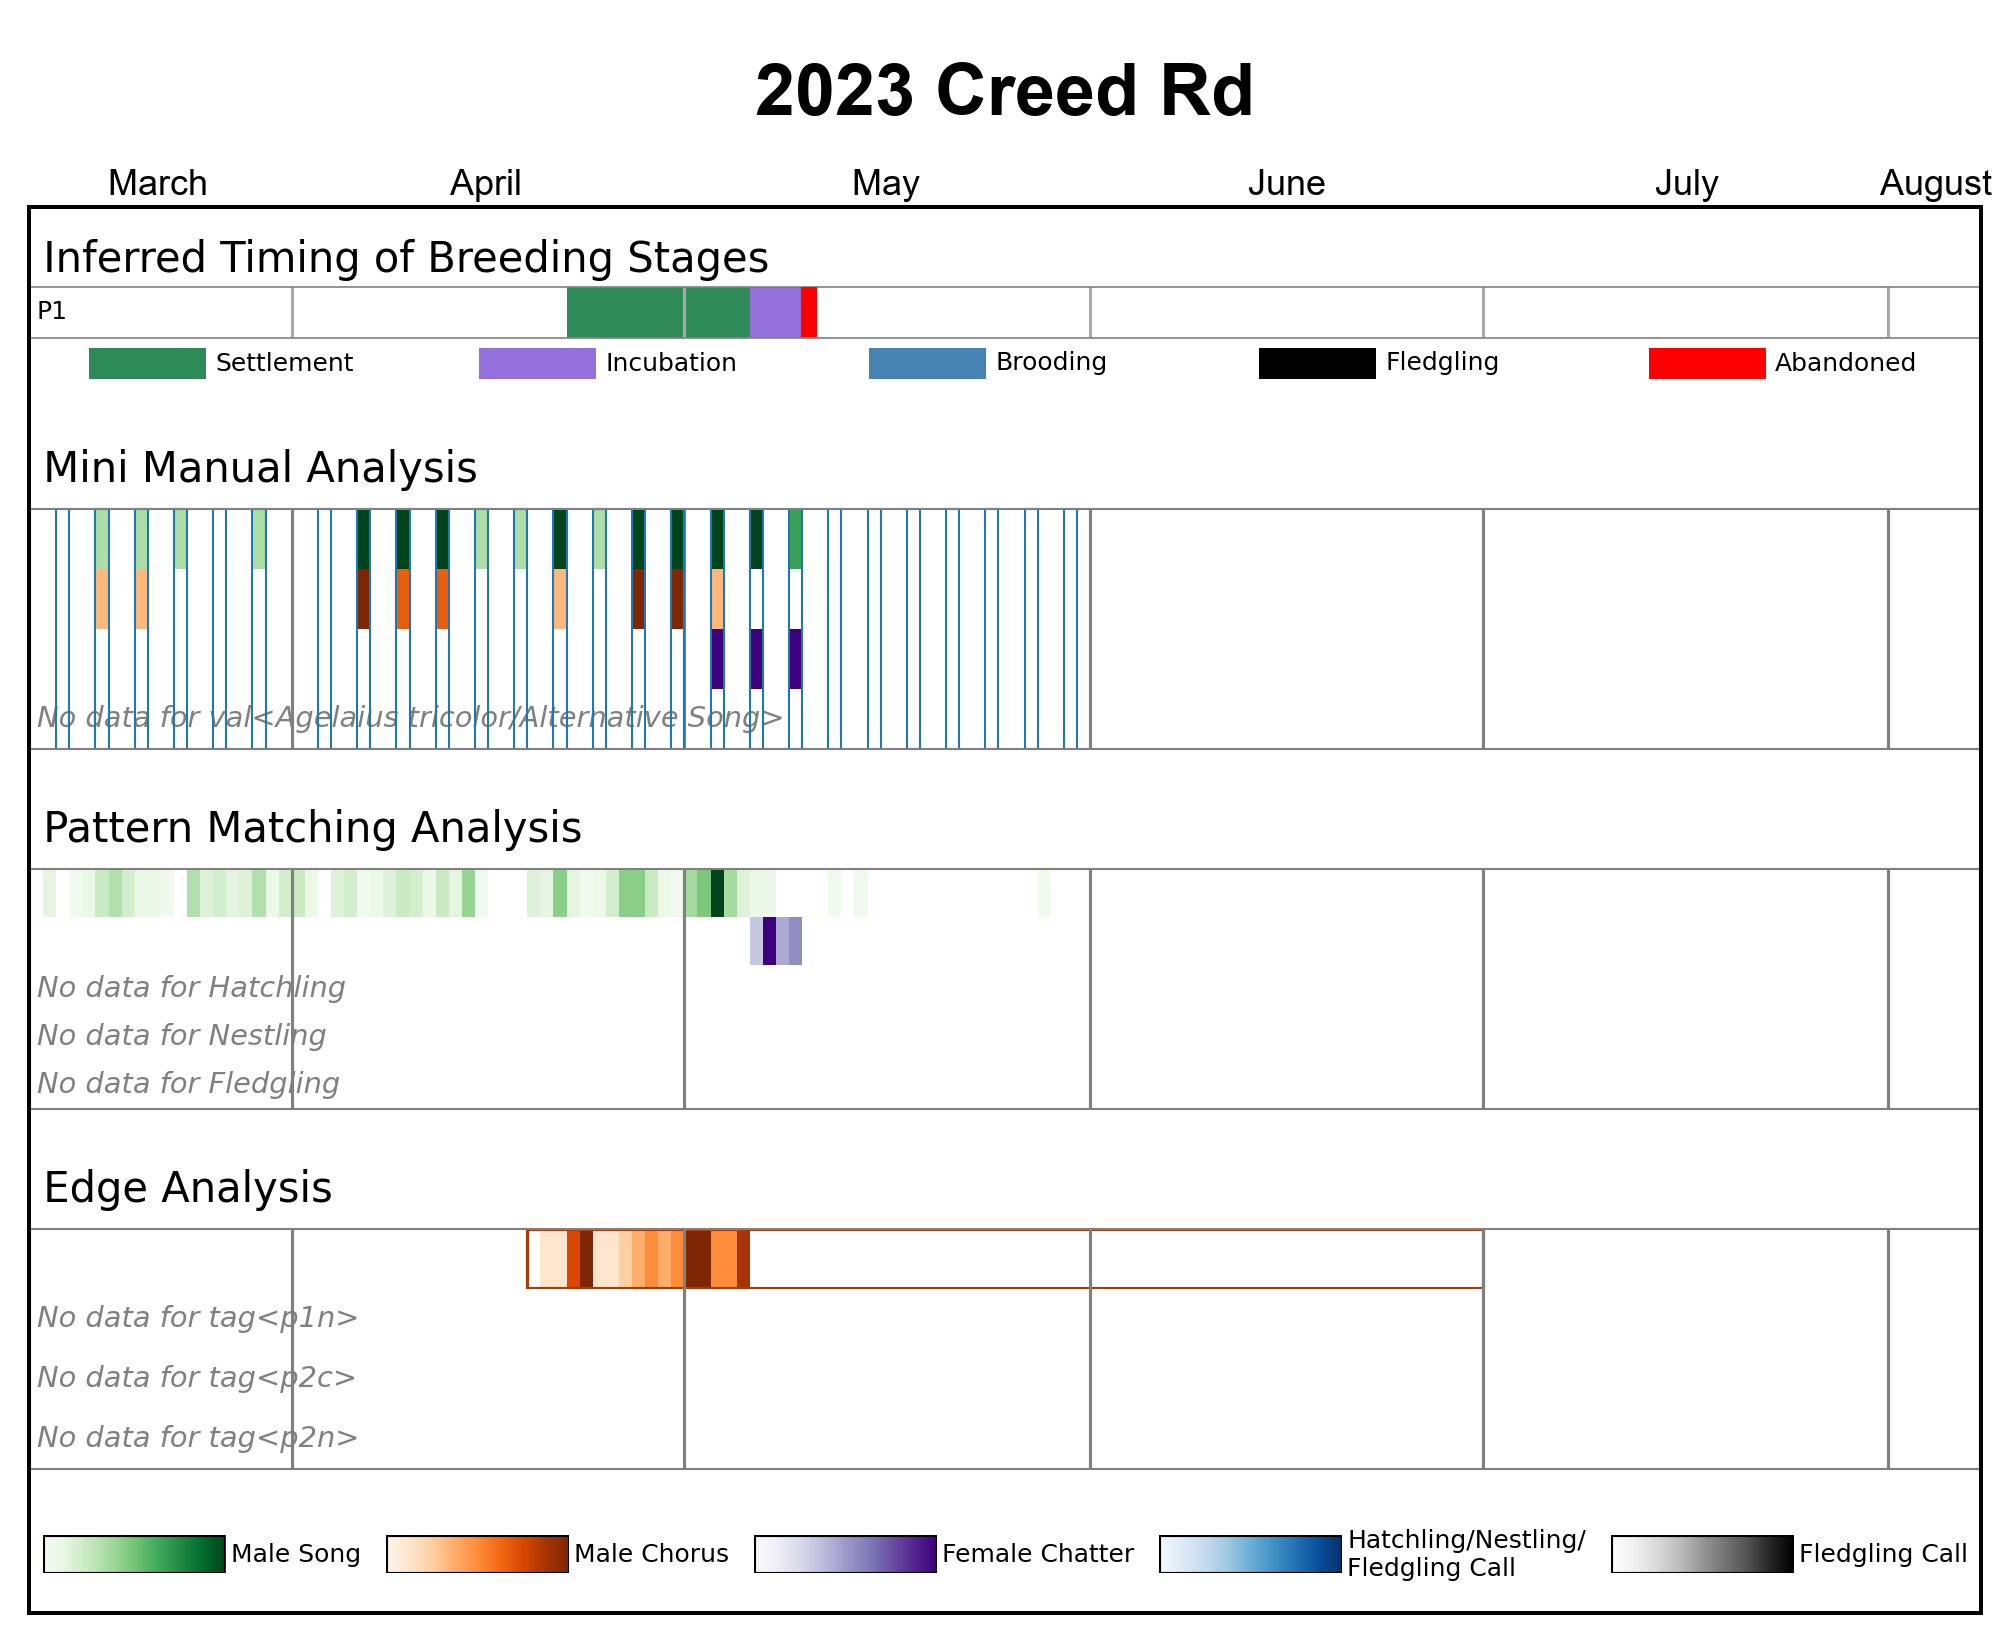 2023 Creed Rd
March April May June July August
Inferred Timing of Breeding Stages
P1
Settlement Incubation Brooding Fledgling Abandoned
Mini Manual Analysis
No data for val<Agelaius tricolor/Alternative Song>
Pattern Matching Analysis
No data for Hatchling
No data for Nestling
No data for Fledgling
Edge Analysis
No data for tag<p1n>
No data for tag<p2c>
No data for tag<p2n>
Male Song Male Chorus Female Chatter Hatchling/Nestling/
Fledgling Call Fledgling Call